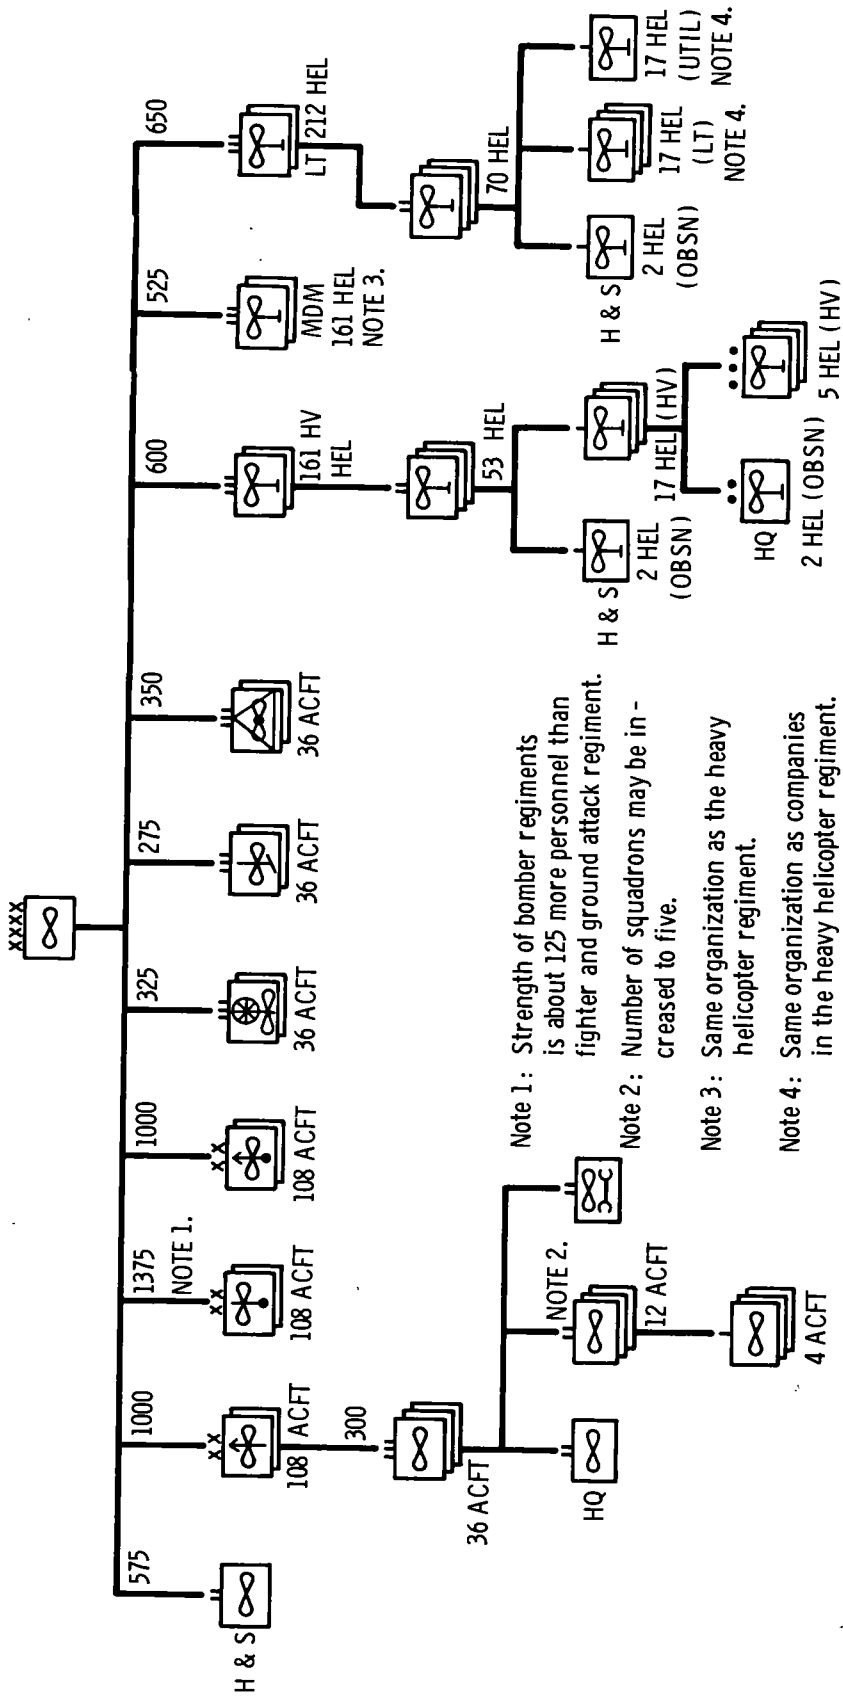 XXXX
575
1000
1375
NOTE 1.
1000
325
275
350
600
525
650
XX
XX
XX
H & S
108 ACFT
108 ACFT
108 ACFT
36 ACFT
36 ACFT
36 ACFT
161 HV
HEL
MDM
161 HEL
NOTE 3.
LT 212 HEL
300
36 ACFT
53 HEL
70 HEL
HQ
NOTE 2.
12 ACFT
4 ACFT
H & S
2 HEL
(OBSN)
17 HEL (HV)
HQ
2 HEL (OBSN)
5 HEL (HV)
H & S
2 HEL
(OBSN)
17 HEL
(LT)
NOTE 4.
17 HEL
(UTIL)
NOTE 4.
Note 1: Strength of bomber regiments
is about 125 more personnel than
fighter and ground attack regiment.
Note 2: Number of squadrons may be in-
creased to five.
Note 3: Same organization as the heavy
helicopter regiment.
Note 4: Same organization as companies
in the heavy helicopter regiment.